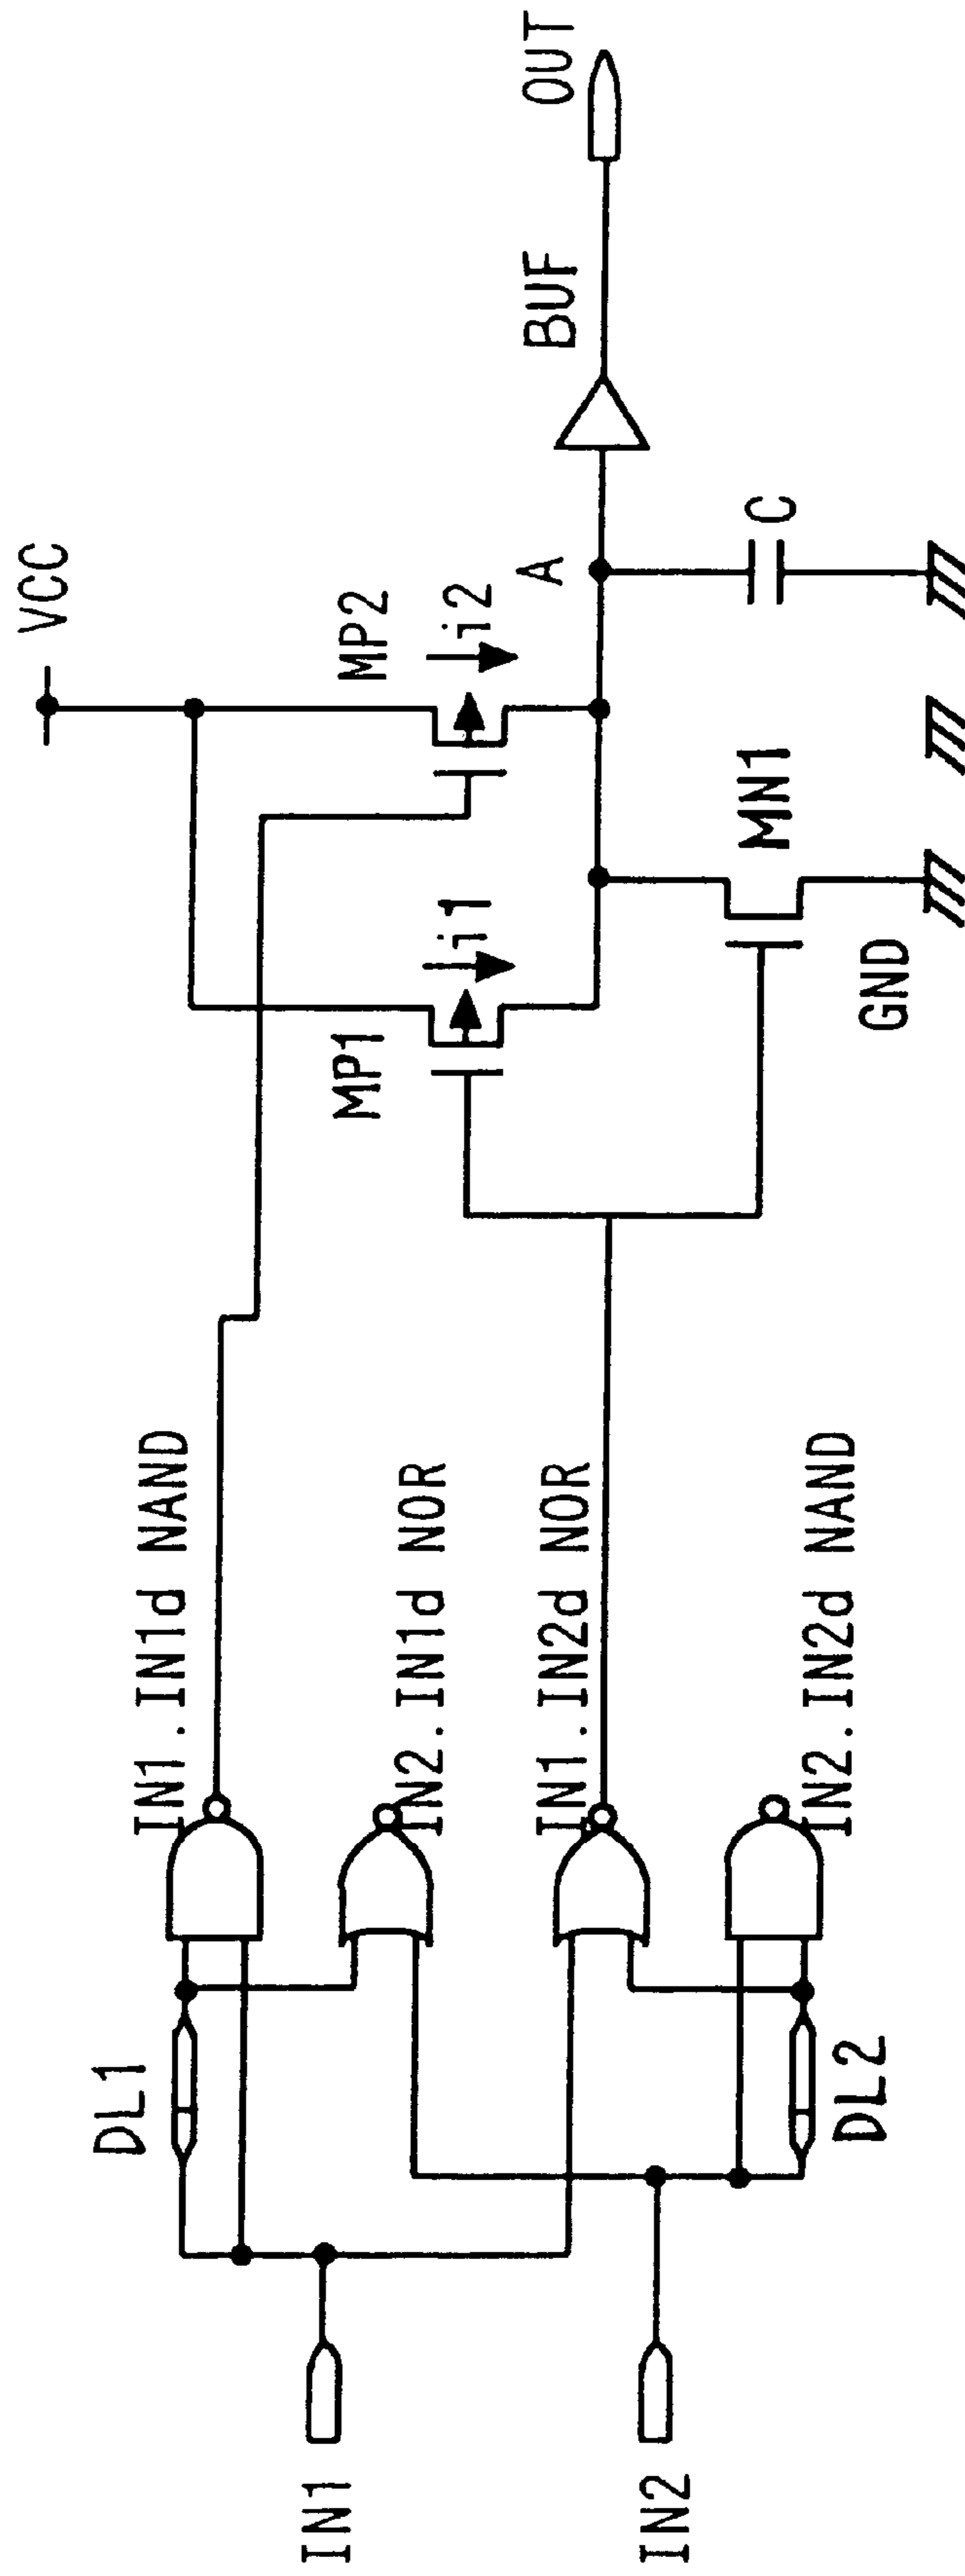 IN1
IN2
DL1
DL2
IN1.IN1d NAND
IN2.IN1d NOR
IN1.IN2d NOR
IN2.IN2d NAND
VCC
MP1
i1
MP2
i2
MN1
GND
A
C
BUF
OUT